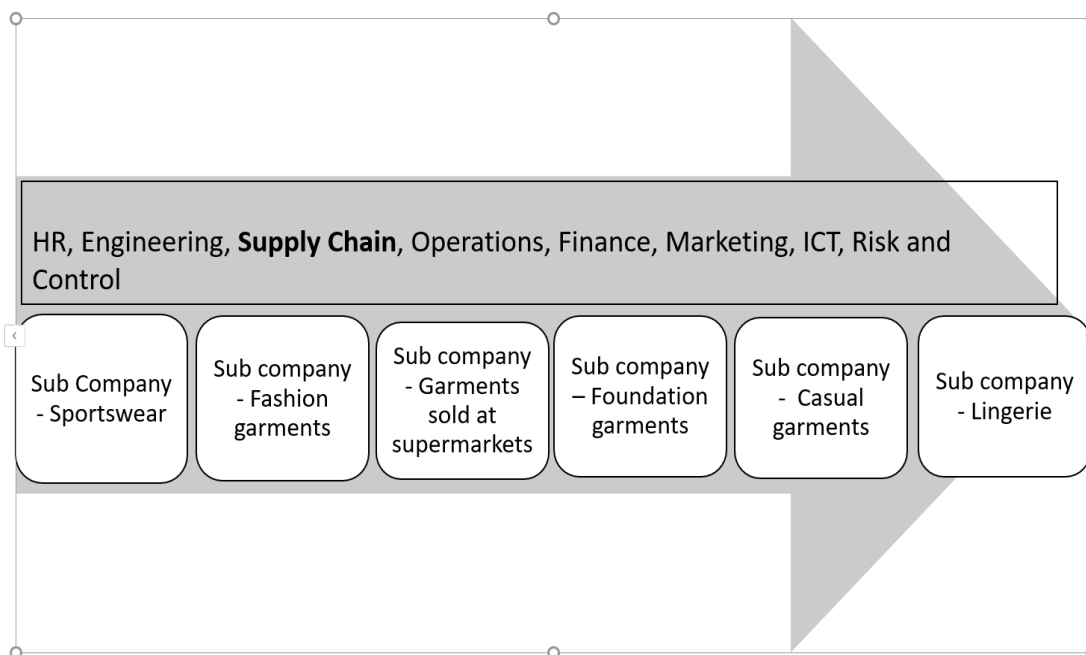 HR, Engineering, Supply Chain, Operations, Finance, Marketing, ICT, Risk and
Control
Sub Company
- Sportswear
Sub company
- Fashion
garments
Sub company
- Garments
sold at
supermarkets
Sub company
– Foundation
garments
Sub company
- Casual
garments
Sub company
- Lingerie